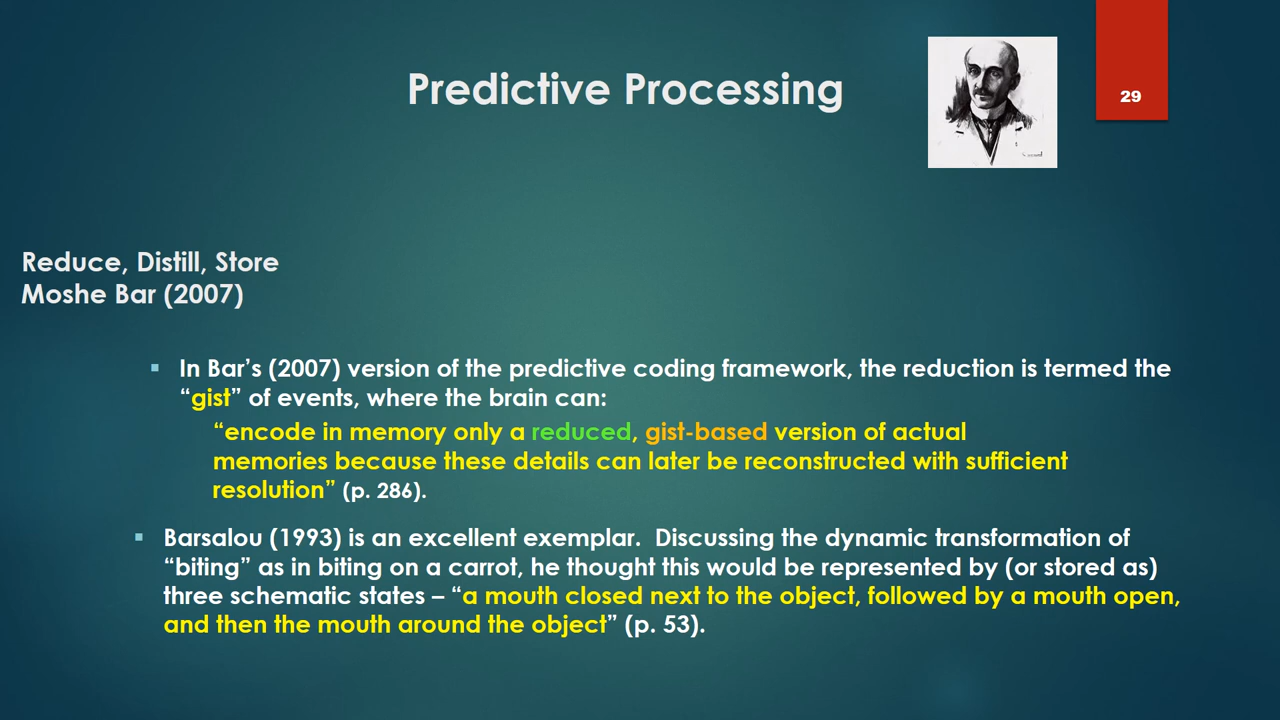 Predictive Processing
29
Reduce, Distill, Store
Moshe Bar (2007)
▪ In Bar’s (2007) version of the predictive coding framework, the reduction is termed the
“gist” of events, where the brain can:
“encode in memory only a reduced, gist-based version of actual
memories because these details can later be reconstructed with sufficient
resolution” (p. 286).
▪ Barsalou (1993) is an excellent exemplar.  Discussing the dynamic transformation of
“biting” as in biting on a carrot, he thought this would be represented by (or stored as)
three schematic states – “a mouth closed next to the object, followed by a mouth open,
and then the mouth around the object” (p. 53).